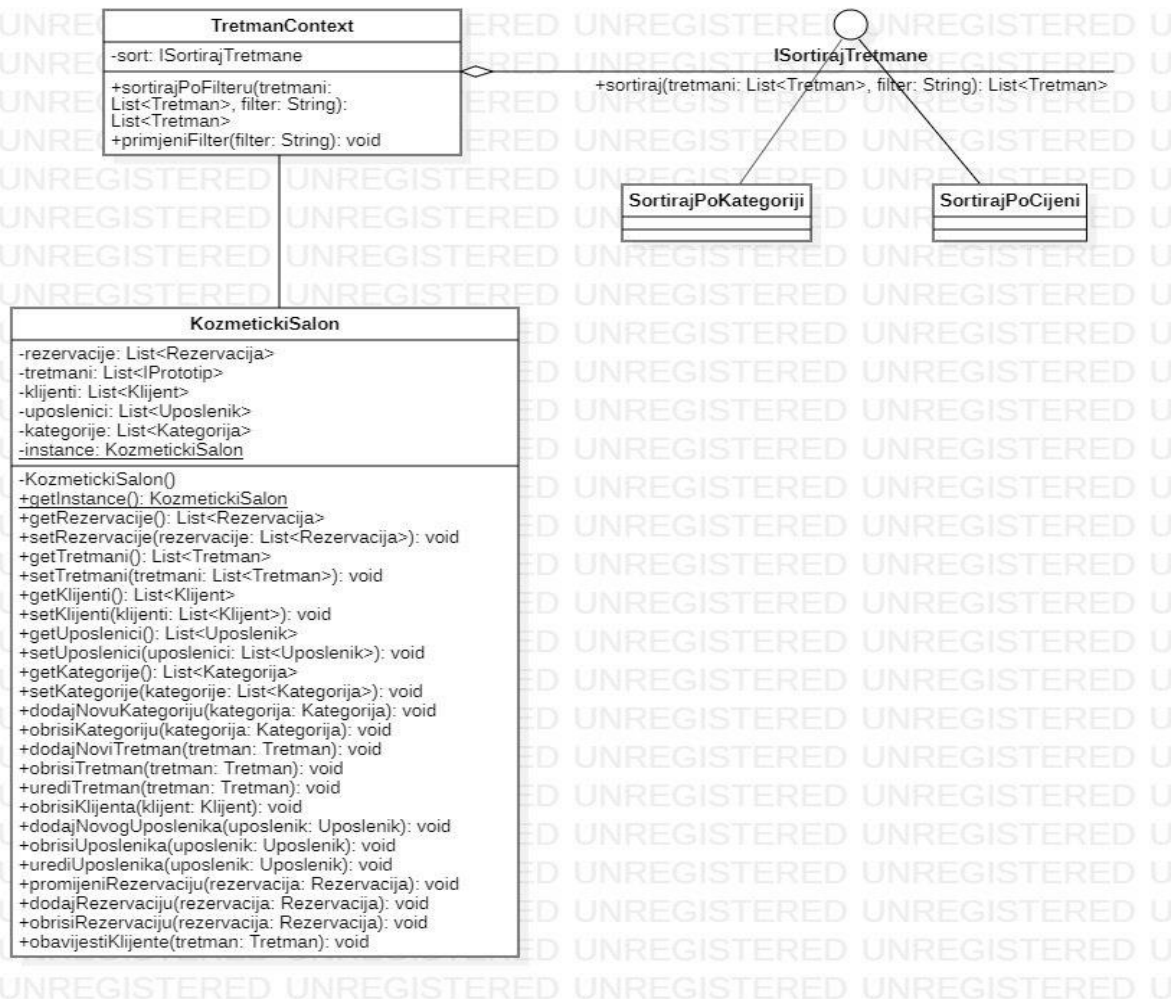 TretmanContext
-sort: ISortirajTretmane
+sortirajPoFilteru(tretmani:
List<Tretman>, filter: String):
List<Tretman>
+primjeniFilter(filter: String): void
ISortirajTretmane
+sortiraj(tretmani: List<Tretman>, filter: String): List<Tretman>
SortirajPoKategoriji
SortirajPoCijeni
KozmetickiSalon
-rezervacije: List<Rezervacija>
-tretmani: List<IPrototip>
-klijenti: List<Klijent>
-uposlenici: List<Uposlenik>
-kategorije: List<Kategorija>
-instance: KozmetickiSalon
-KozmetickiSalon()
+getInstance(): KozmetickiSalon
+getRezervacije(): List<Rezervacija>
+setRezervacije(rezervacije: List<Rezervacija>): void
+getTretmani(): List<Tretman>
+setTretmani(tretmani: List<Tretman>): void
+getKlijenti(): List<Klijent>
+setKlijenti(klijenti: List<Klijent>): void
+getUposlenici(): List<Uposlenik>
+setUposlenici(uposlenici: List<Uposlenik>): void
+getKategorije(): List<Kategorija>
+setKategorije(kategorije: List<Kategorija>): void
+dodajNovuKategoriju(kategorija: Kategorija): void
+obrisiKategoriju(kategorija: Kategorija): void
+dodajNoviTretman(tretman: Tretman): void
+obrisiTretman(tretman: Tretman): void
+urediTretman(tretman: Tretman): void
+obrisiKlijenta(klijent: Klijent): void
+dodajNovogUposlenika(uposlenik: Uposlenik): void
+obrisiUposlenika(uposlenik: Uposlenik): void
+urediUposlenika(uposlenik: Uposlenik): void
+promijeniRezervaciju(rezervacija: Rezervacija): void
+dodajRezervaciju(rezervacija: Rezervacija): void
+obrisiRezervaciju(rezervacija: Rezervacija): void
+obavijestiKlijente(tretman: Tretman): void
UNREGISTERED UNREGISTERED UNREGISTERED UNREGISTERED